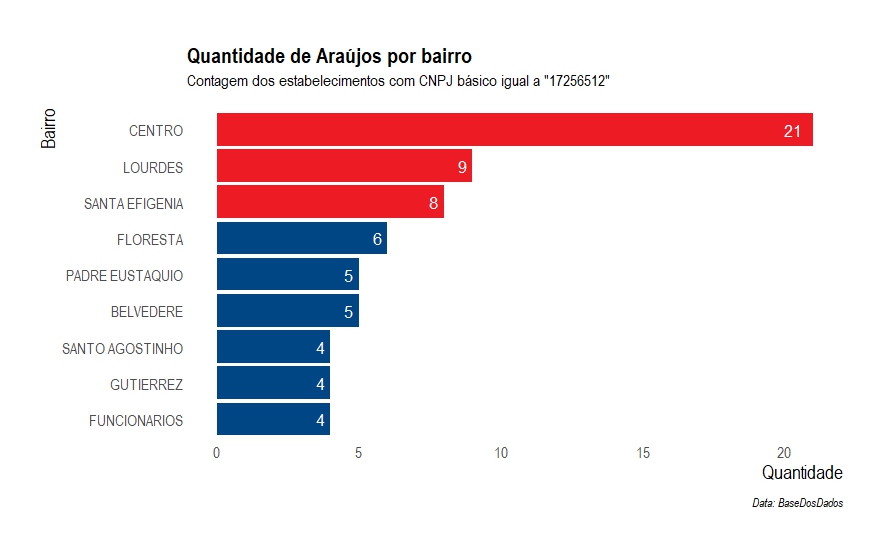 Quantidade de Araújos por bairro
Contagem dos estabelecimentos com CNPJ básico igual a "17256512"
Bairro
CENTRO 21
LOURDES 9
SANTA EFIGENIA 8
FLORESTA 6
PADRE EUSTAQUIO 5
BELVEDERE 5
SANTO AGOSTINHO 4
GUTIERREZ 4
FUNCIONARIOS 4
0 5 10 15 20
Quantidade
Data: BaseDosDados